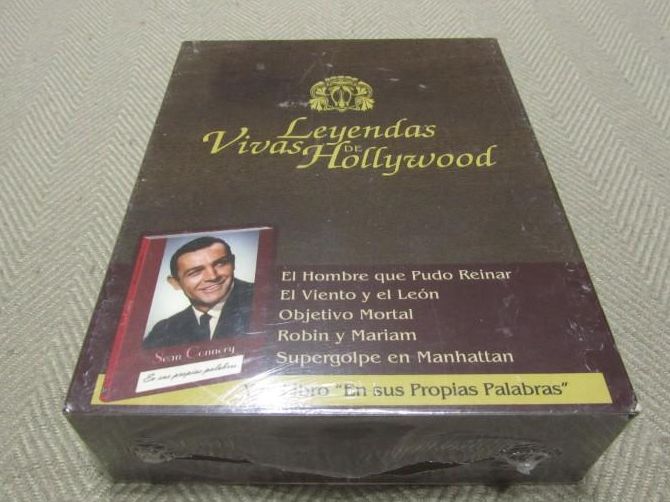 Leyendas
Vivas DE Hollywood
El Hombre que Pudo Reinar
El Viento y el León
Objetivo Mortal
Robin y Mariam
Supergolpe en Manhattan
Sean Connery
En sus propias palabras
"En sus Propias Palabras"